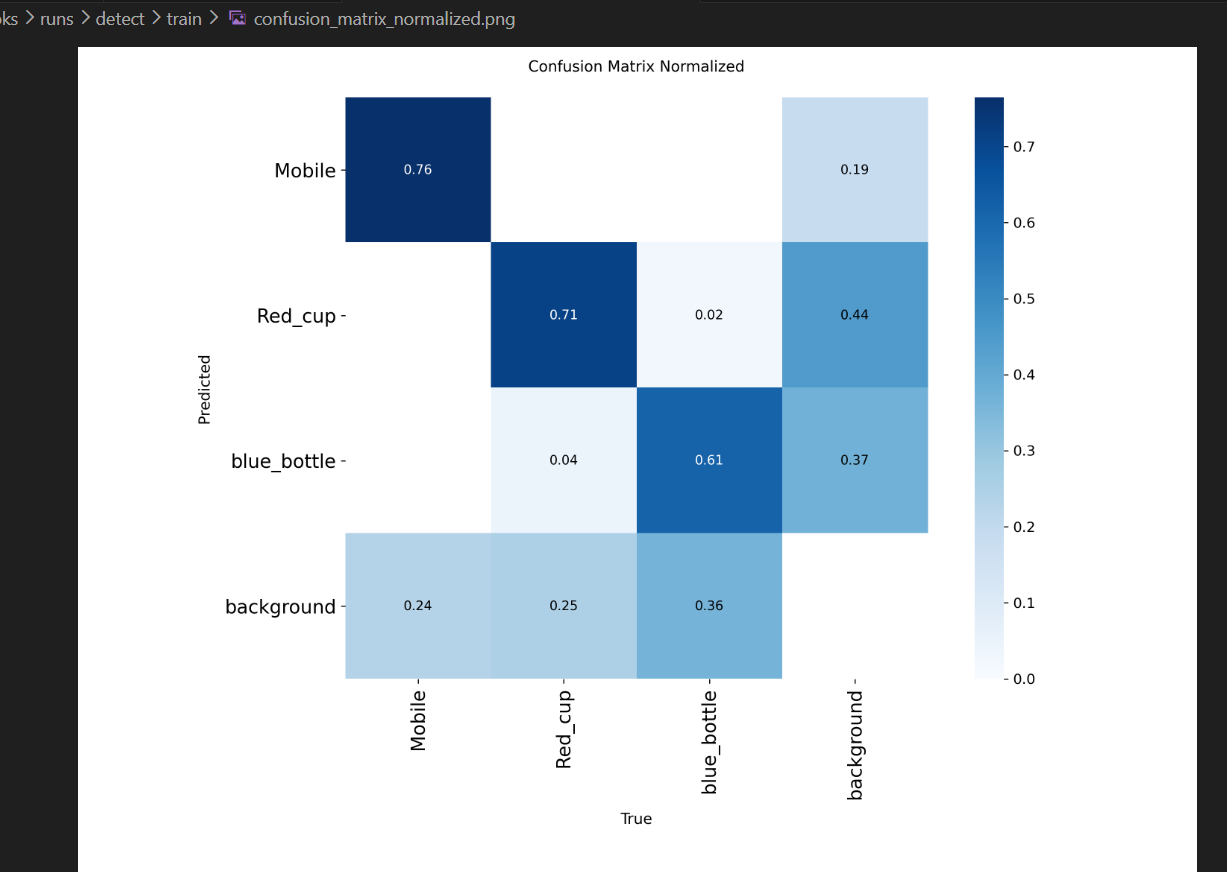 ks > runs > detect > train > confusion_matrix_normalized.png
Confusion Matrix Normalized
Mobile
0.76
0.19
0.7
0.6
Red_cup
0.71
0.02
0.44
0.5
0.4
Predicted
blue_bottle
0.04
0.61
0.37
0.3
0.2
background
0.24
0.25
0.36
0.1
0.0
Mobile
Red_cup
blue_bottle
background
True